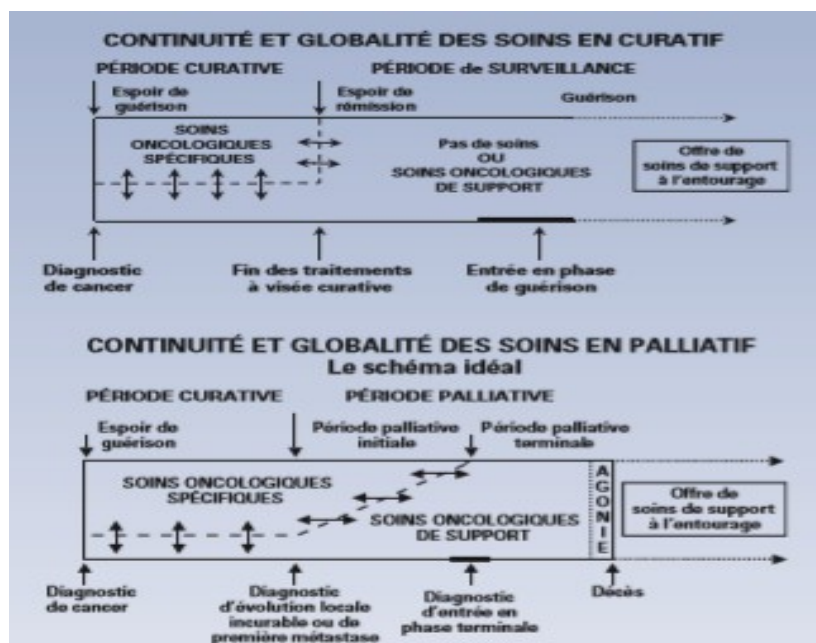 CONTINUITÉ ET GLOBALITÉ DES SOINS EN CURATIF
PÉRIODE CURATIVE PÉRIODE de SURVEILLANCE
Espoir de guérison
Espoir de rémission
Guérison
SOINS
ONCOLOGIQUES
SPÉCIFIQUES
Pas de soins
OU
SOINS ONCOLOGIQUES
DE SUPPORT
Offre de
soins de support
à l'entourage
Diagnostic
de cancer
Fin des traitements
à visée curative
Entrée en phase
de guérison
CONTINUITÉ ET GLOBALITÉ DES SOINS EN PALLIATIF
Le schéma idéal
PÉRIODE CURATIVE PÉRIODE PALLIATIVE
Espoir de
guérison
Période palliative
initiale
Période palliative
terminale
SOINS ONCOLOGIQUES
SPÉCIFIQUES
SOINS ONCOLOGIQUES
DE SUPPORT
AGONIE
Offre de
soins de support
à l'entourage
Diagnostic
de cancer
Diagnostic
d'évolution locale
incurable ou de
première métastase
Diagnostic
d'entrée en
phase terminale
Décès